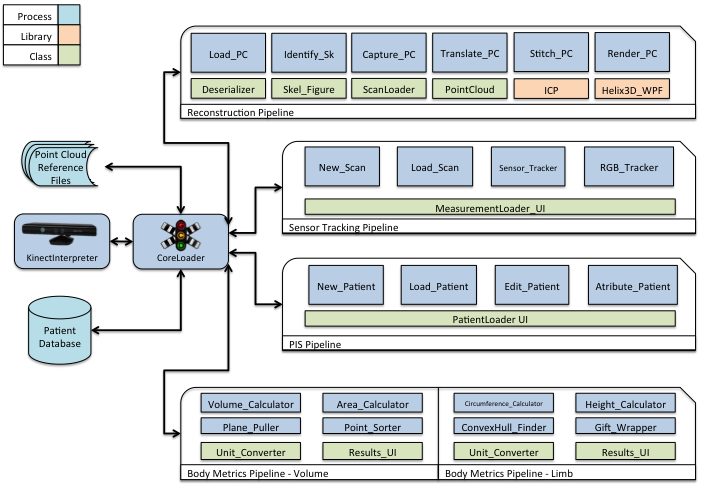 Process
Library
Class
Load_PC
Identify_Sk
Capture_PC
Translate_PC
Stitch_PC
Render_PC
Deserializer
Skel_Figure
ScanLoader
PointCloud
ICP
Helix3D_WPF
Reconstruction Pipeline
Point Cloud
Reference
Files
New_Scan
Load_Scan
Sensor_Tracker
RGB_Tracker
MeasurementLoader_UI
Sensor Tracking Pipeline
KinectInterpreter
CoreLoader
New_Patient
Load_Patient
Edit_Patient
Atribute_Patient
PatientLoader UI
PIS Pipeline
Patient
Database
Volume_Calculator
Area_Calculator
Plane_Puller
Point_Sorter
Unit_Converter
Results_UI
Body Metrics Pipeline - Volume
Circumference_Calculator
Height_Calculator
ConvexHull_Finder
Gift_Wrapper
Unit_Converter
Results_UI
Body Metrics Pipeline - Limb